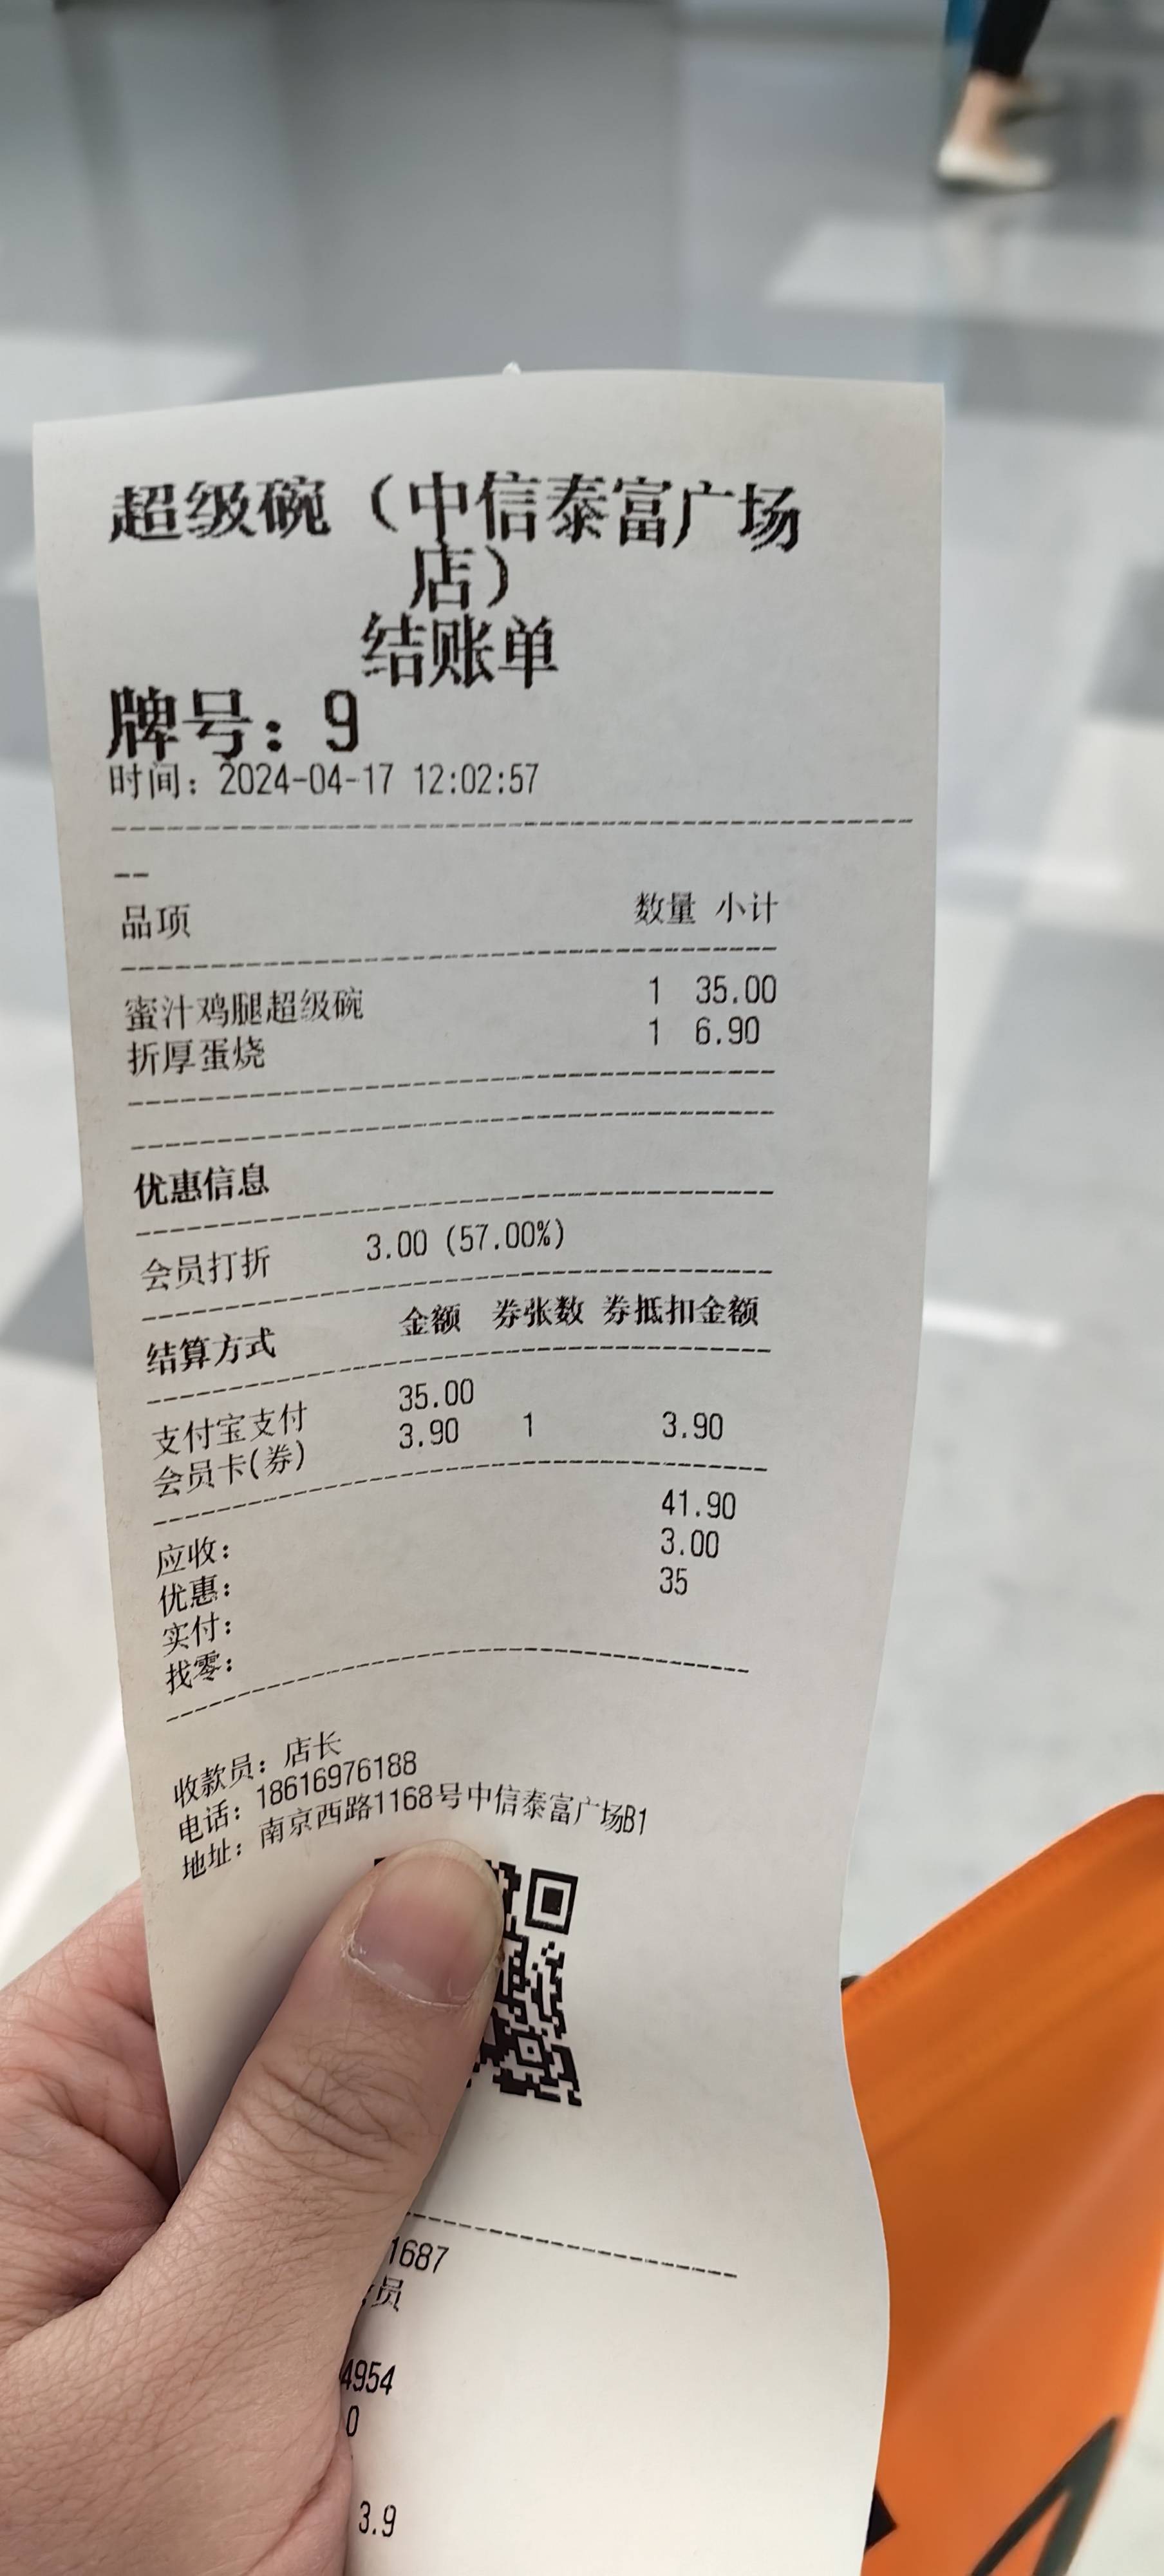 超级碗（中信泰富广场
店）
结账单
牌号：9
时间：2024-04-17 12:02:57
--
品项 数量 小计
蜜汁鸡腿超级碗 1 35.00
折厚蛋烧 1 6.90
优惠信息
会员打折 3.00 (57.00%)
结算方式 金额 券张数 券抵扣金额
支付宝支付 35.00
会员卡(券) 3.90 1 3.90
应收： 41.90
优惠： 3.00
实付： 35
找零：
收款员：店长
电话：18616976188
地址：南京西路1168号中信泰富广场B1
1687
员
4954
0
3.9